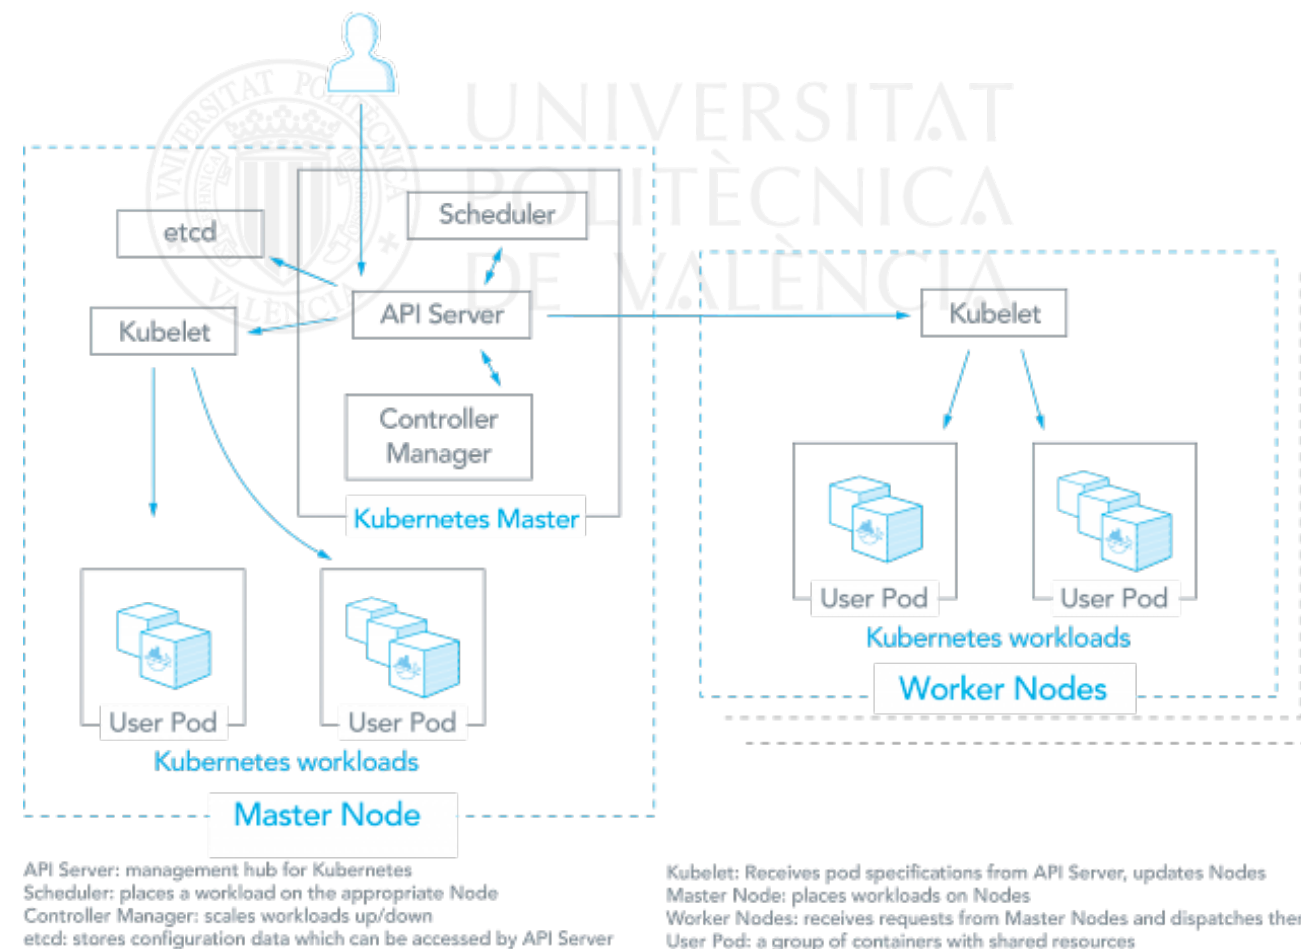 UNIVERSITAT
POLITÈCNICA
DE VALÈNCIA
etcd
Scheduler
Kubelet
API Server
Controller
Manager
Kubernetes Master
User Pod
User Pod
Kubernetes workloads
Master Node
Kubelet
User Pod
User Pod
Kubernetes workloads
Worker Nodes
API Server: management hub for Kubernetes
Scheduler: places a workload on the appropriate Node
Controller Manager: scales workloads up/down
etcd: stores configuration data which can be accessed by API Server
Kubelet: Receives pod specifications from API Server, updates Nodes
Master Node: places workloads on Nodes
Worker Nodes: receives requests from Master Nodes and dispatches
User Pod: a group of containers with shared resources